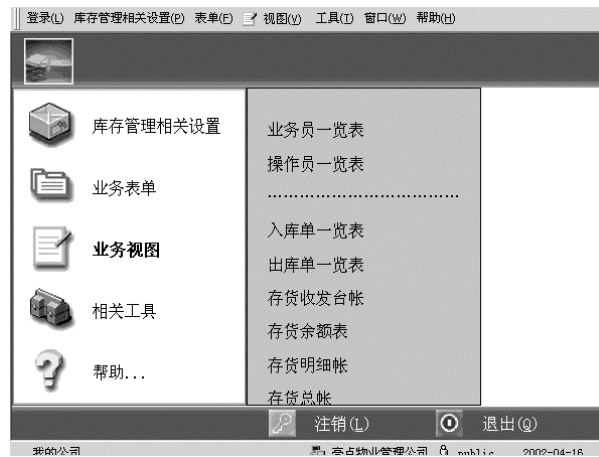 登录(L) 库存管理相关设置(P) 表单(F) 视图(V) 工具(T) 窗口(W) 帮助(H)
库存管理相关设置
业务表单
业务视图
相关工具
帮助...
业务员一览表
操作员一览表
入库单一览表
出库单一览表
存货收发台帐
存货余额表
存货明细帐
存货总帐
注销(L) 退出(Q)
我的公司 亮点物业管理公司 public 2002-04-16